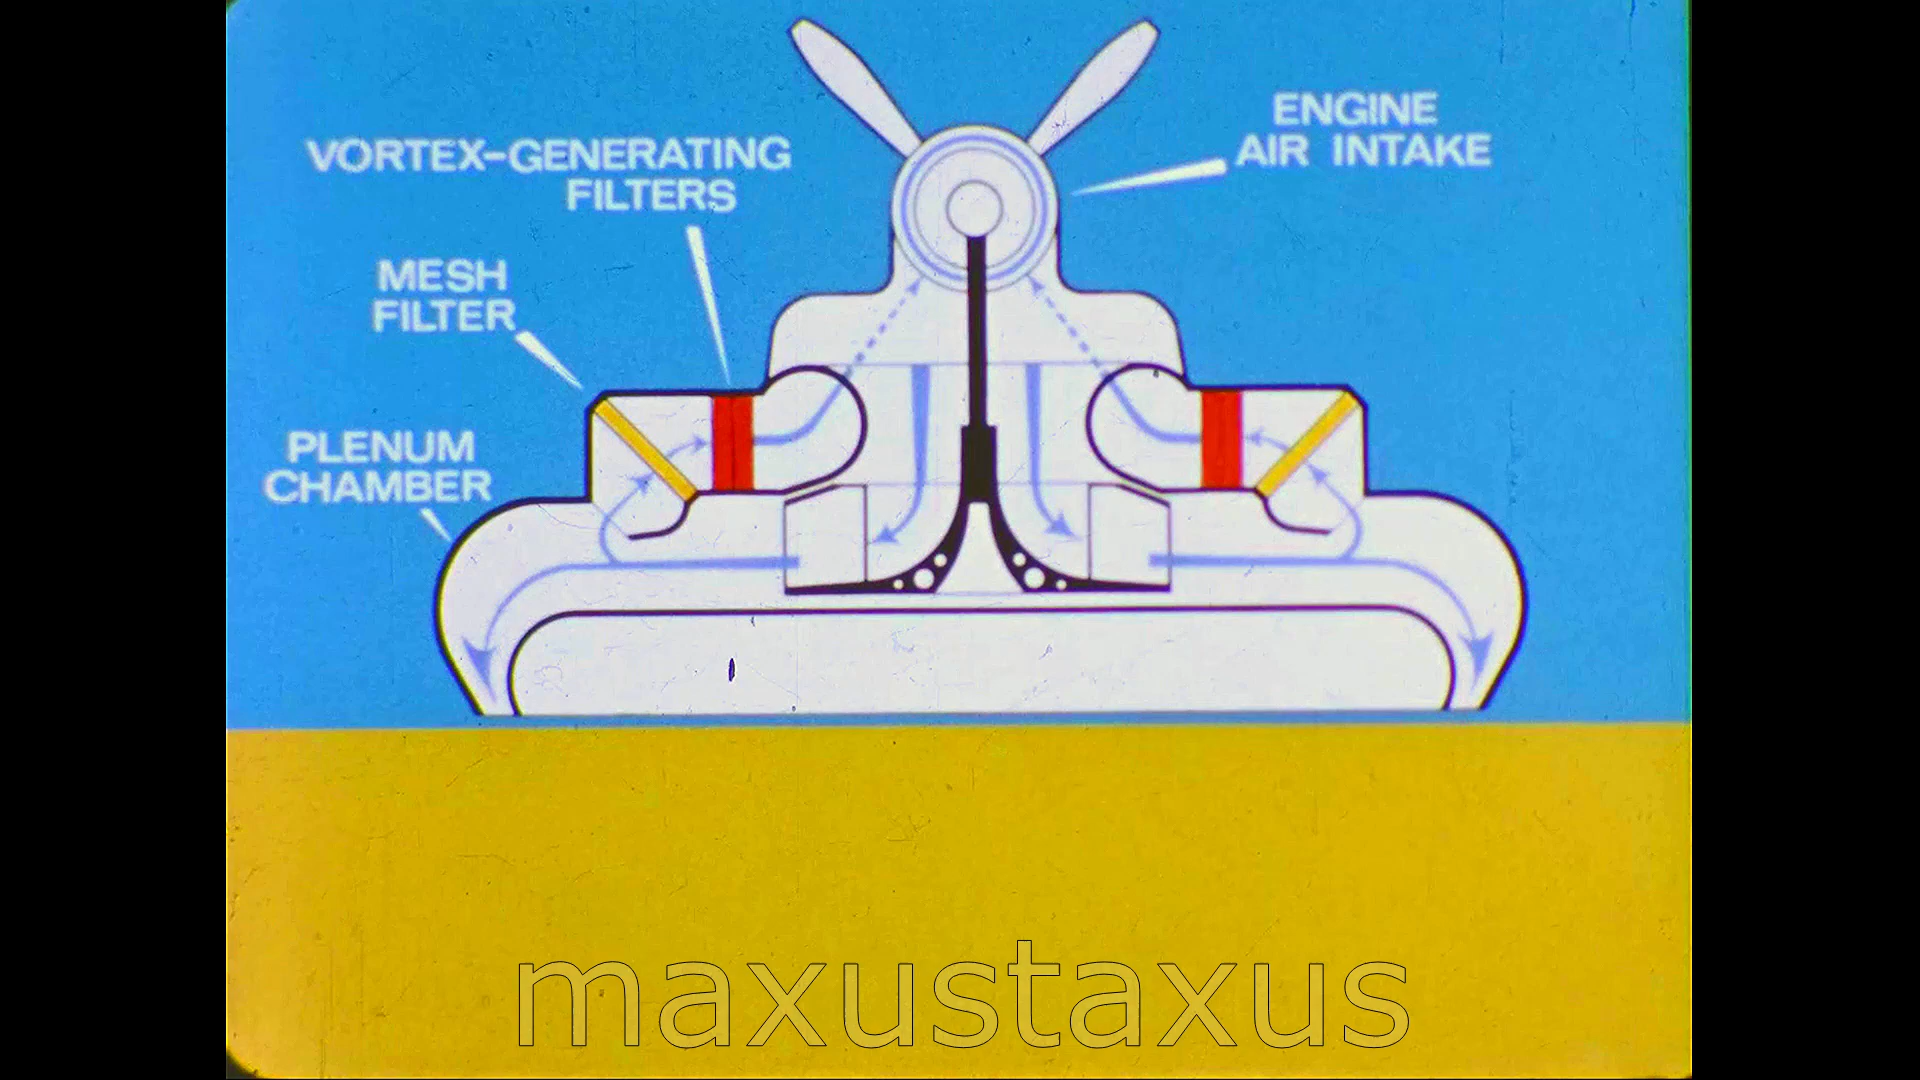 ENGINE
AIR INTAKE
VORTEX-GENERATING
FILTERS
MESH
FILTER
PLENUM
CHAMBER
maxustaxus